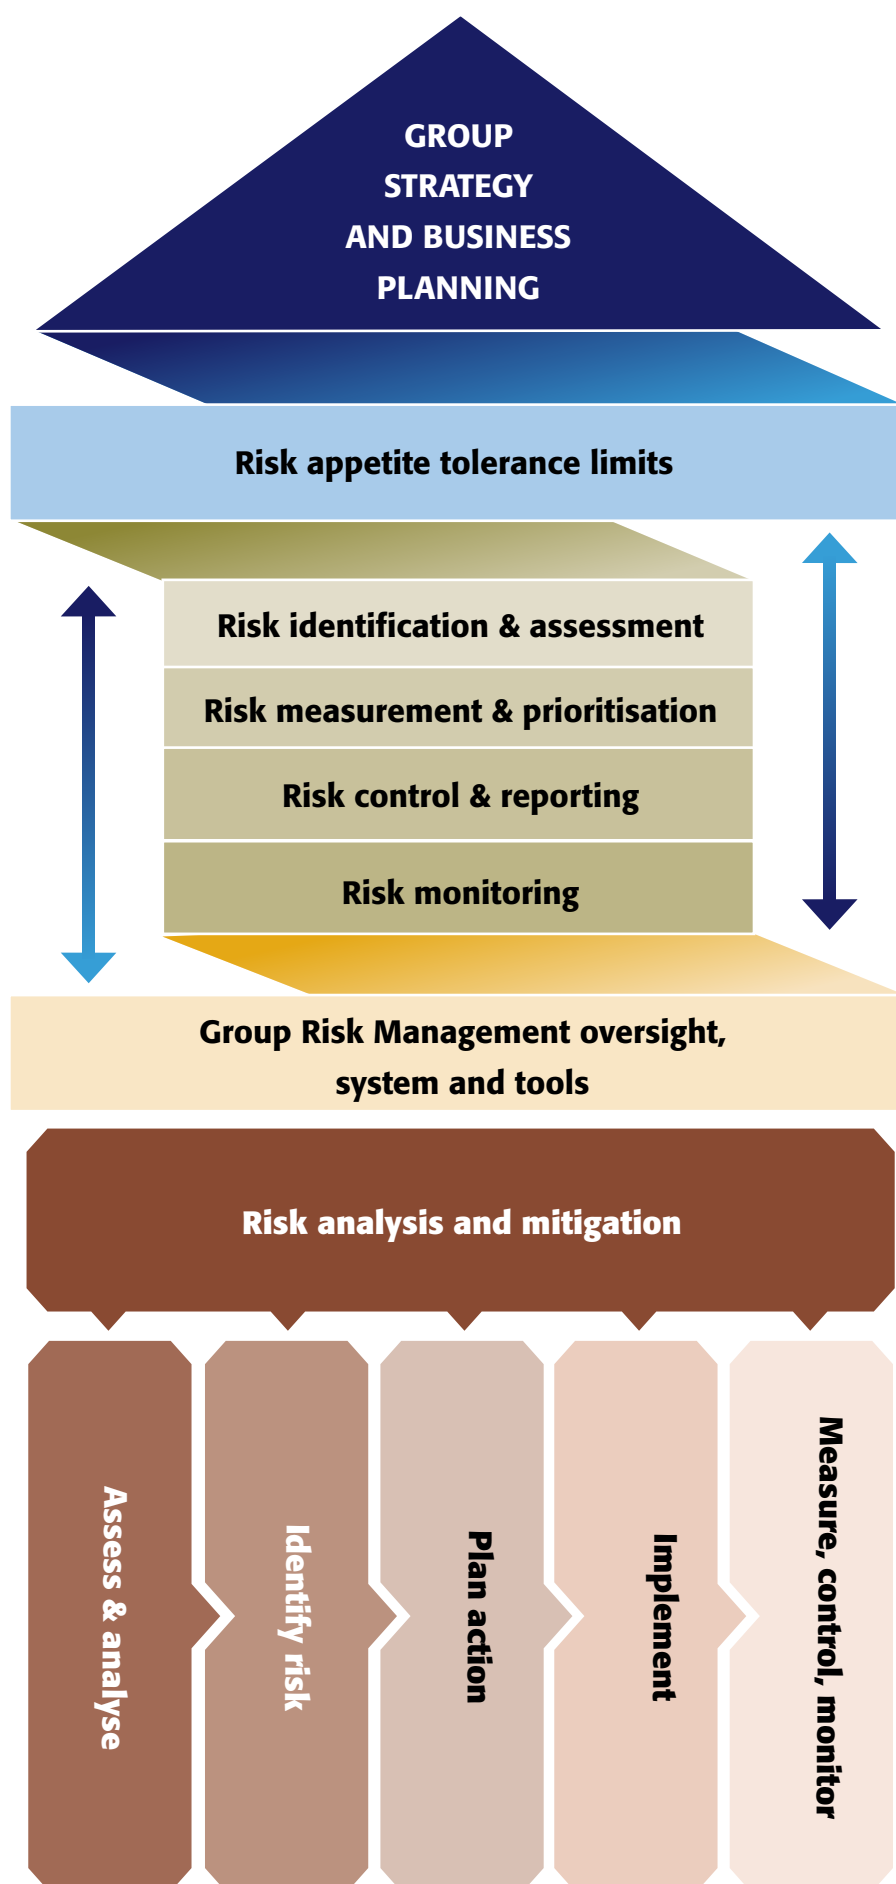 GROUP
STRATEGY
AND BUSINESS
PLANNING
Risk appetite tolerance limits
Risk identification & assessment
Risk measurement & prioritisation
Risk control & reporting
Risk monitoring
Group Risk Management oversight,
system and tools
Risk analysis and mitigation
Assess & analyse
Identify risk
Plan action
Implement
Measure, control, monitor